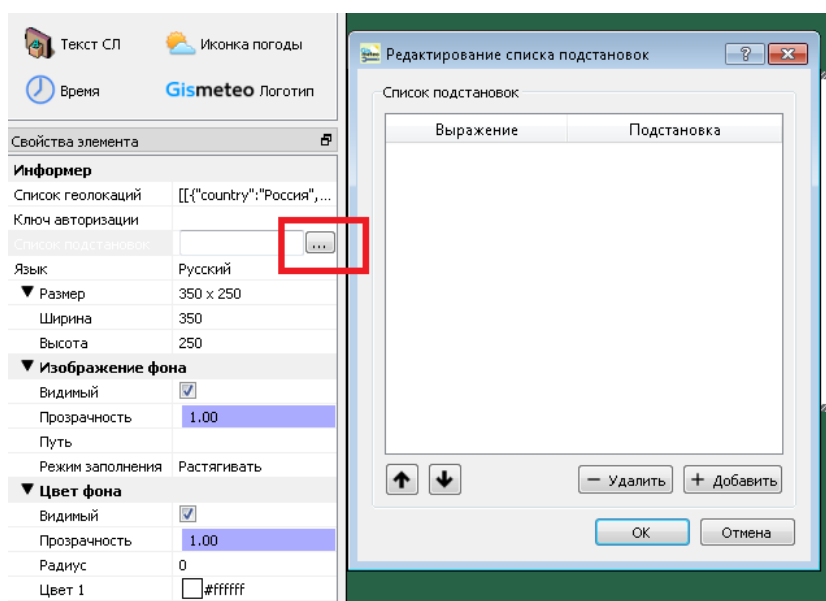 Текст СЛ
Иконка погоды
Время
Gismeteo Логотип
Свойства элемента
Информер
Список геолокаций [[{"country":"Россия",...
Ключ авторизации
Список подстановок ...
Язык Русский
Размер 350 x 250
Ширина 350
Высота 250
Изображение фона
Видимый
Прозрачность 1.00
Путь
Режим заполнения Растягивать
Цвет фона
Видимый
Прозрачность 1.00
Радиус 0
Цвет 1 #ffffff
Редактирование списка подстановок
Список подстановок
Выражение Подстановка
Удалить
Добавить
OK
Отмена